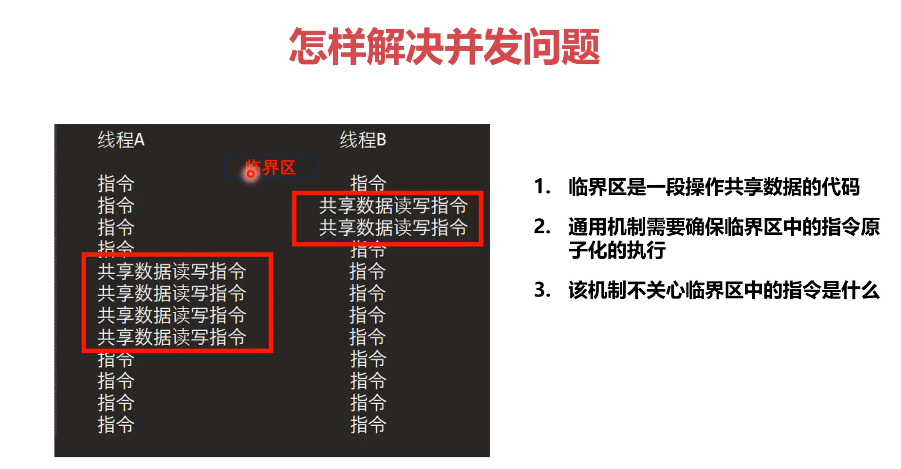 怎样解决并发问题
线程A 线程B
临界区
指令 指令
指令 共享数据读写指令
指令 共享数据读写指令
指令 指令
共享数据读写指令 指令
共享数据读写指令 指令
共享数据读写指令 指令
共享数据读写指令 指令
指令 指令
指令 指令
指令 指令
指令 指令
1. 临界区是一段操作共享数据的代码
2. 通用机制需要确保临界区中的指令原
子化的执行
3. 该机制不关心临界区中的指令是什么